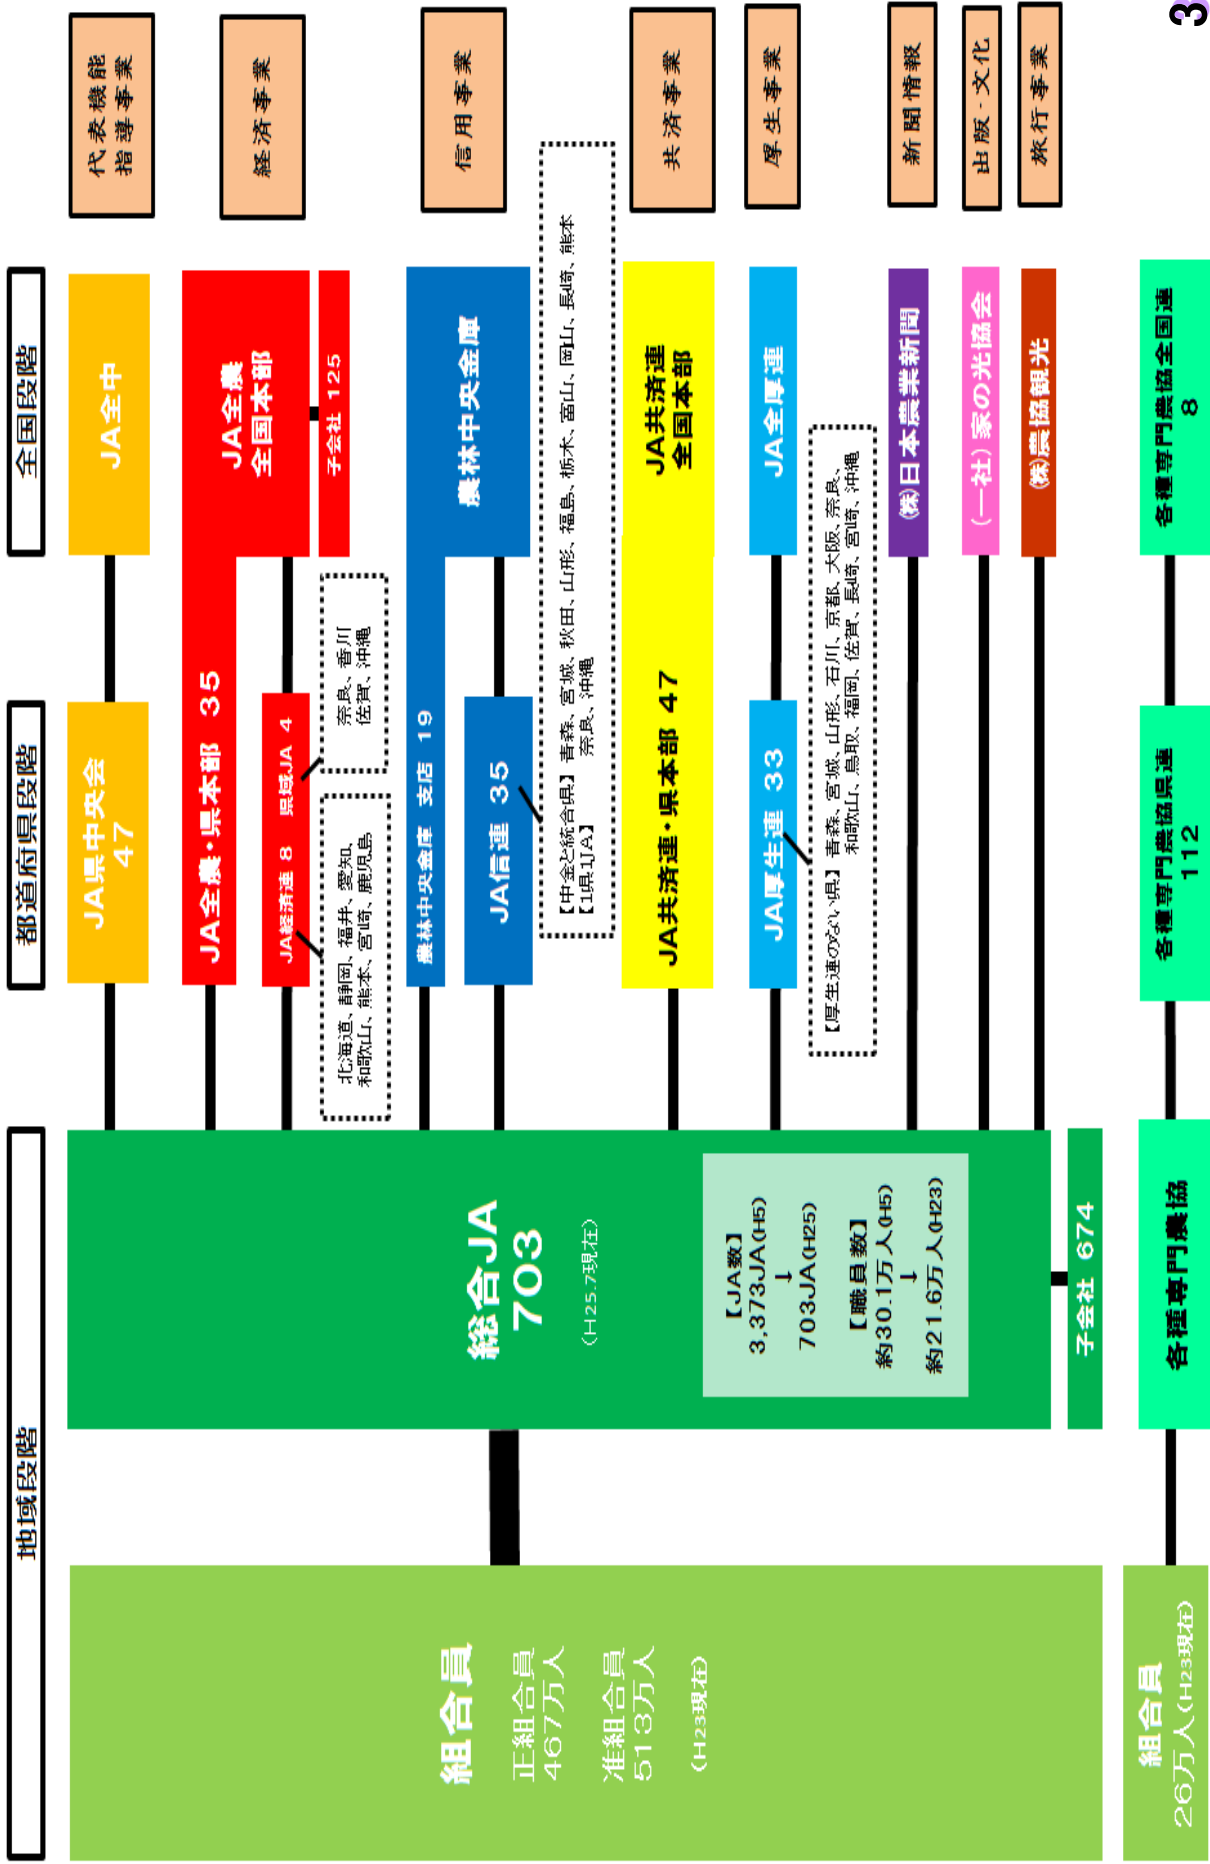 地域段階
都道府県段階
全国段階
組合員
正組合員
467万人
准組合員
513万人
(H23現在)
総合JA
703
(H25.7現在)
【JA数】
3,373JA(H5)
↓
703JA(H25)
【職員数】
約30.1万人(H5)
↓
約21.6万人(H23)
子会社 674
JA県中央会
47
JA全中
代表機能
指導事業
JA全農・県本部 35
JA全農
全国本部
子会社 125
経済事業
JA経済連 8 県域JA 4
北海道、静岡、福井、愛知、
和歌山、熊本、宮崎、鹿児島
奈良、香川
佐賀、沖縄
農林中央金庫 支店 19
農林中央金庫
信用事業
JA信連 35
【中金と統合県】 青森、宮城、秋田、山形、福島、栃木、富山、岡山、長崎、熊本
【1県1JA】 奈良、沖縄
JA共済連・県本部 47
JA共済連
全国本部
共済事業
JA厚生連 33
JA全厚連
厚生事業
【厚生連のない県】 青森、宮城、山形、石川、京都、大阪、奈良、
和歌山、鳥取、福岡、佐賀、長崎、宮崎、沖縄
㈱日本農業新聞
新聞情報
(一社)家の光協会
出版・文化
㈱農協観光
旅行事業
組合員
26万人(H23現在)
各種専門農協
各種専門農協県連
112
各種専門農協全国連
8
3